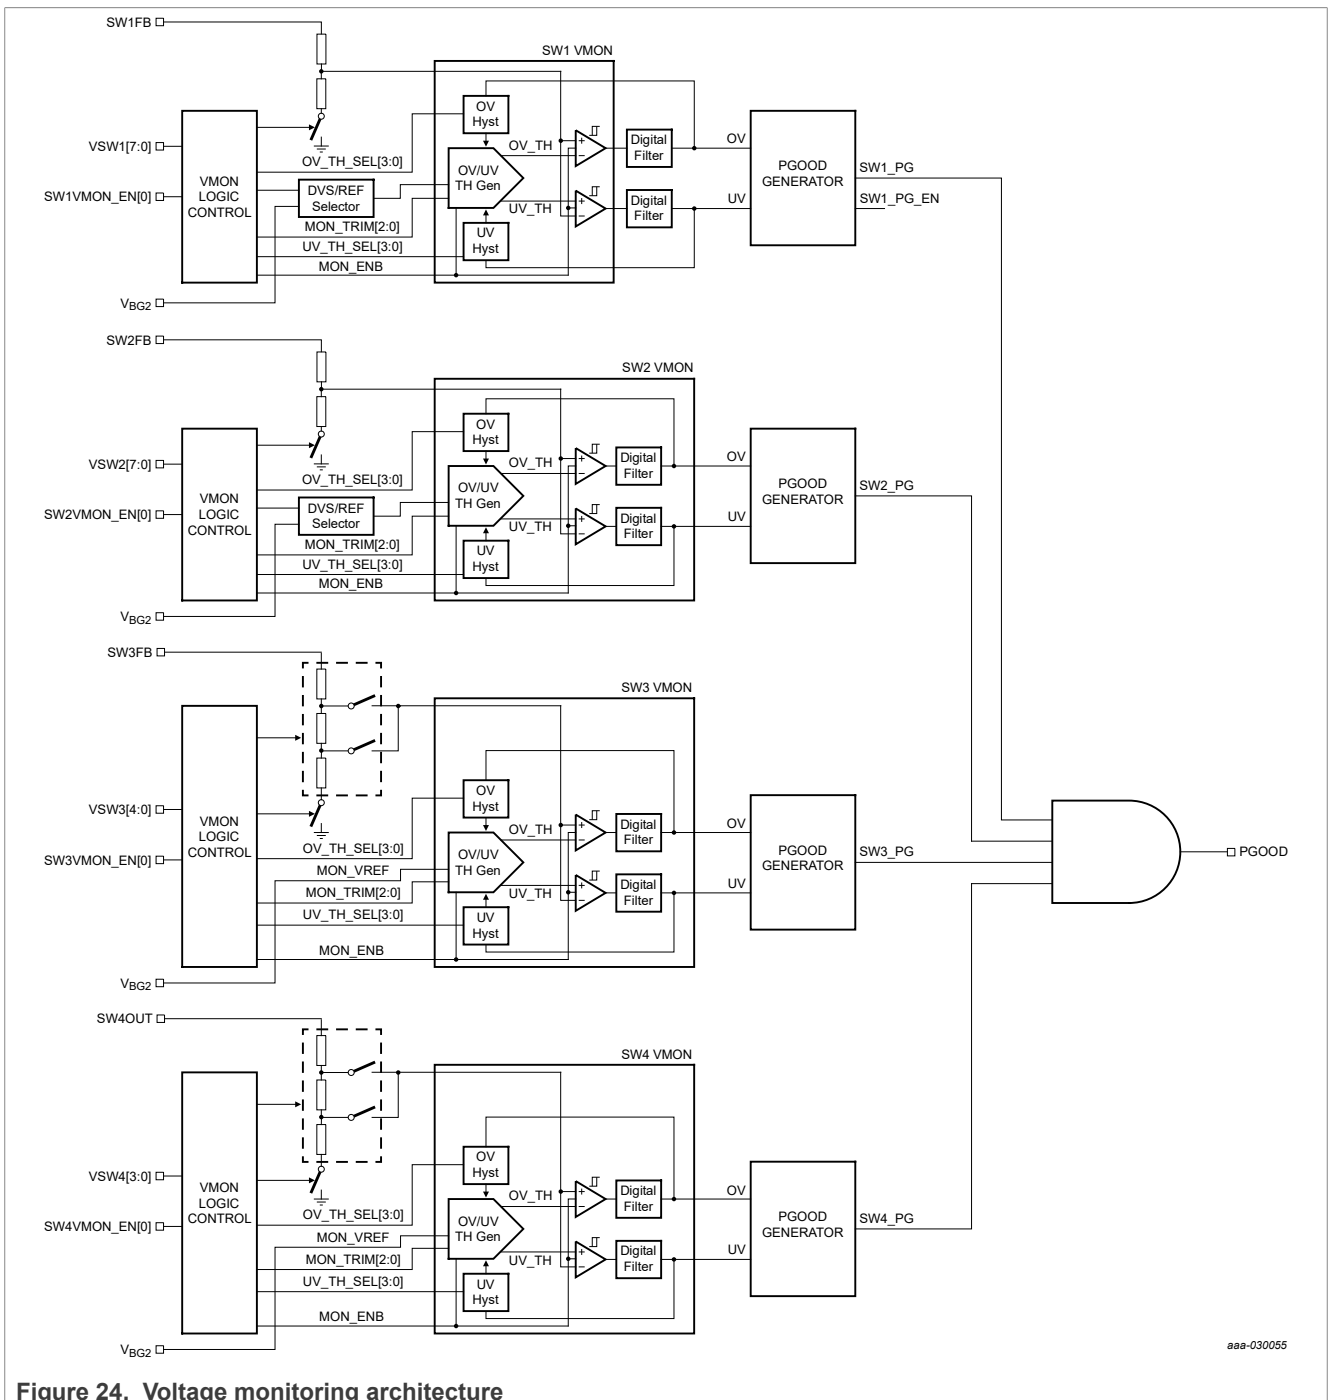 SW1FB
SW1 VMON
VSW1[7:0]
SW1VMON_EN[0]
VMON
LOGIC
CONTROL
OV_TH_SEL[3:0]
DVS/REF
Selector
MON_TRIM[2:0]
UV_TH_SEL[3:0]
MON_ENB
VBG2
OV
Hyst
OV/UV
TH Gen
UV
Hyst
OV_TH
UV_TH
+
−
+
−
Digital
Filter
Digital
Filter
OV
UV
PGOOD
GENERATOR
SW1_PG
SW1_PG_EN
SW2FB
SW2 VMON
VSW2[7:0]
SW2VMON_EN[0]
VMON
LOGIC
CONTROL
OV_TH_SEL[3:0]
DVS/REF
Selector
MON_TRIM[2:0]
UV_TH_SEL[3:0]
MON_ENB
VBG2
OV
Hyst
OV/UV
TH Gen
UV
Hyst
OV_TH
UV_TH
+
−
+
−
Digital
Filter
Digital
Filter
OV
UV
PGOOD
GENERATOR
SW2_PG
SW3FB
SW3 VMON
VSW3[4:0]
SW3VMON_EN[0]
VMON
LOGIC
CONTROL
OV_TH_SEL[3:0]
MON_VREF
MON_TRIM[2:0]
UV_TH_SEL[3:0]
MON_ENB
VBG2
OV
Hyst
OV/UV
TH Gen
UV
Hyst
OV_TH
UV_TH
+
−
+
−
Digital
Filter
Digital
Filter
OV
UV
PGOOD
GENERATOR
SW3_PG
PGOOD
SW4OUT
SW4 VMON
VSW4[3:0]
SW4VMON_EN[0]
VMON
LOGIC
CONTROL
OV_TH_SEL[3:0]
MON_VREF
MON_TRIM[2:0]
UV_TH_SEL[3:0]
MON_ENB
VBG2
OV
Hyst
OV/UV
TH Gen
UV
Hyst
OV_TH
UV_TH
+
−
+
−
Digital
Filter
Digital
Filter
OV
UV
PGOOD
GENERATOR
SW4_PG
aaa-030055
Figure 24. Voltage monitoring architecture